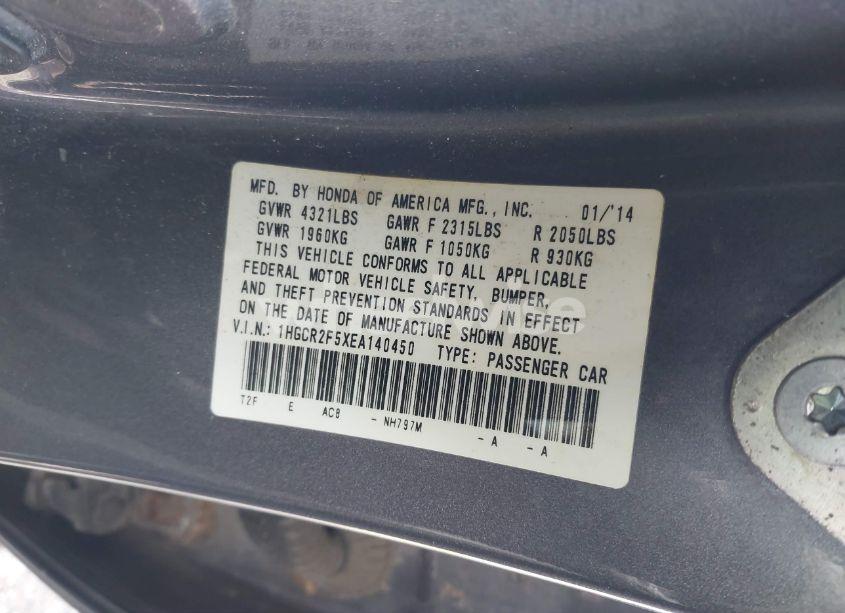 MFD. BY HONDA OF AMERICA MFG., INC. 01/'14
GVWR 4321LBS GAWR F 2315LBS R 2050LBS
GVWR 1960KG GAWR F 1050KG R 930KG
THIS VEHICLE CONFORMS TO ALL APPLICABLE
FEDERAL MOTOR VEHICLE SAFETY, BUMPER,
AND THEFT PREVENTION STANDARDS IN EFFECT
ON THE DATE OF MANUFACTURE SHOWN ABOVE.
V.I.N.: 1HGCR2F5XEA140450 TYPE: PASSENGER CAR
T2F E AC8 - NH797M - A - A